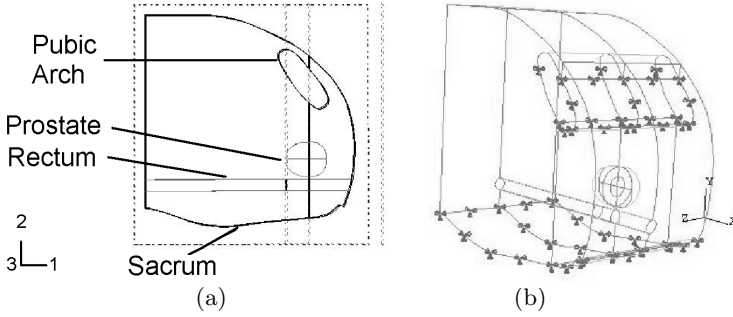 Pubic
Arch
Prostate
Rectum
2
3
1
Sacrum
Y
Z
X
(a)
(b)